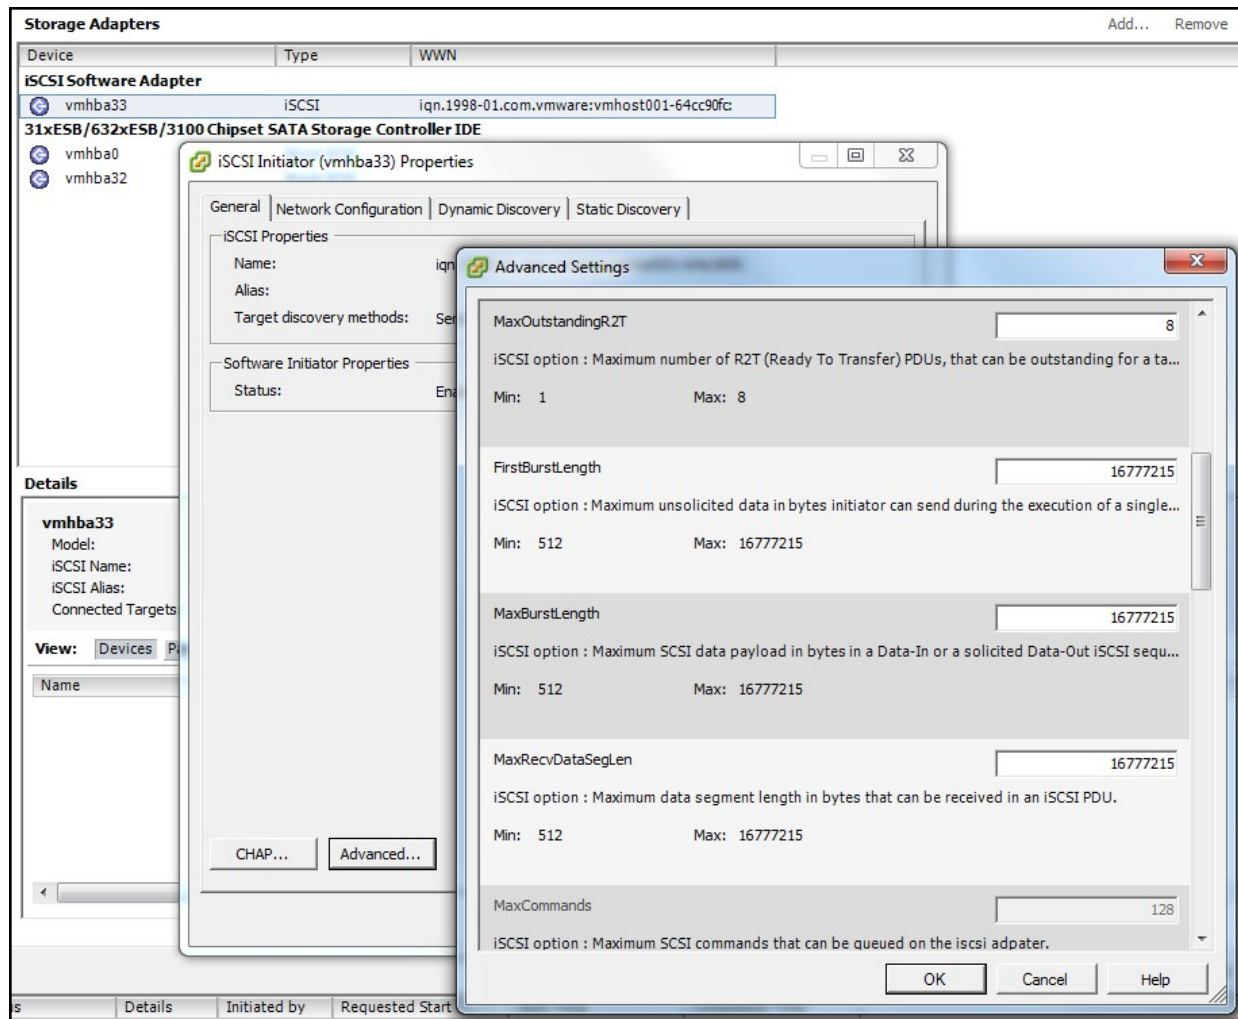 Storage Adapters
Add... Remove
Device Type WWN
iSCSI Software Adapter
vmhba33 iSCSI iqn.1998-01.com.vmware:vmhost001-64cc90fc:
31xESB/632xESB/3100 Chipset SATA Storage Controller IDE
vmhba0
vmhba32
iSCSI Initiator (vmhba33) Properties
General Network Configuration Dynamic Discovery Static Discovery
iSCSI Properties
Name: iqn
Alias:
Target discovery methods: Ser
Software Initiator Properties
Status: Ena
CHAP... Advanced...
Advanced Settings
MaxOutstandingR2T 8
iSCSI option : Maximum number of R2T (Ready To Transfer) PDUs, that can be outstanding for a ta...
Min: 1 Max: 8
FirstBurstLength 16777215
iSCSI option : Maximum unsolicited data in bytes initiator can send during the execution of a single...
Min: 512 Max: 16777215
MaxBurstLength 16777215
iSCSI option : Maximum SCSI data payload in bytes in a Data-In or a solicited Data-Out iSCSI sequ...
Min: 512 Max: 16777215
MaxRecvDataSegLen 16777215
iSCSI option : Maximum data segment length in bytes that can be received in an iSCSI PDU.
Min: 512 Max: 16777215
MaxCommands 128
iSCSI option : Maximum SCSI commands that can be queued on the iscsi adpater.
OK Cancel Help
Details
vmhba33
Model:
iSCSI Name:
iSCSI Alias:
Connected Targets
View: Devices Pa
Name
s Details Initiated by Requested Start